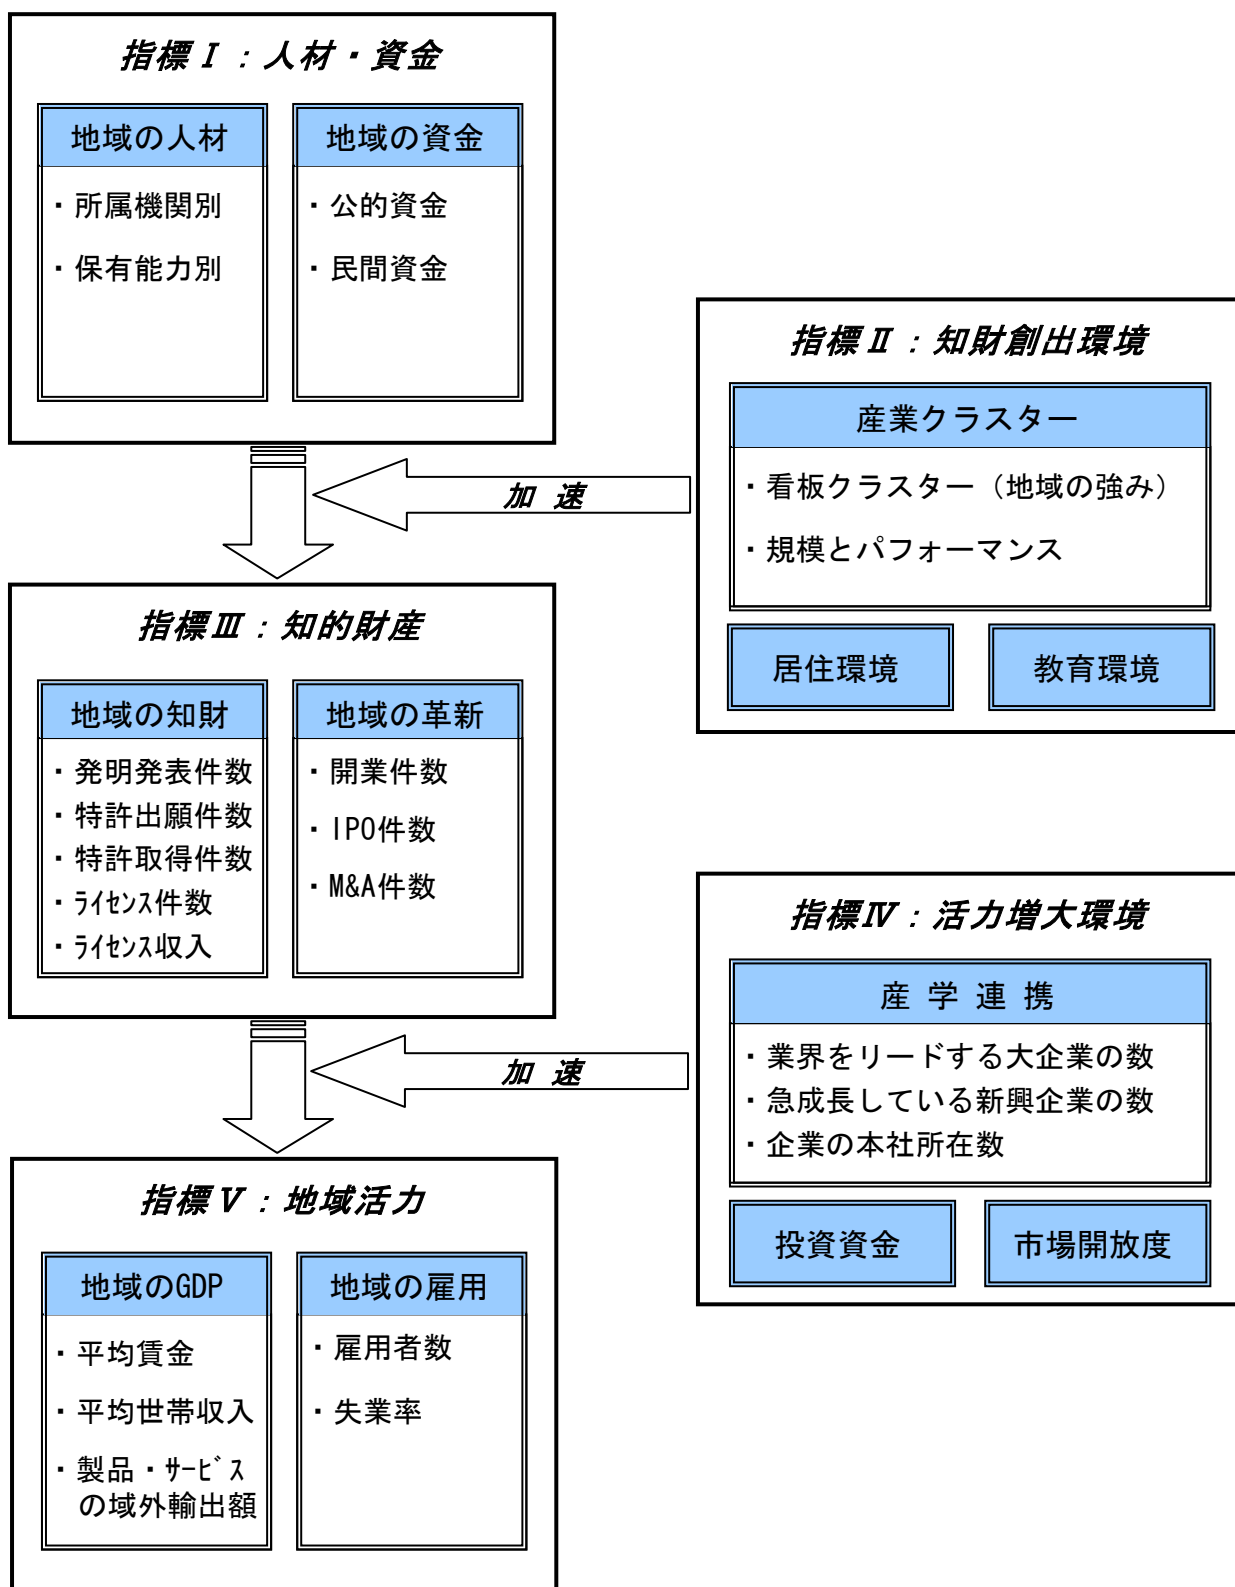 指標Ⅰ：人材・資金
地域の人材
・所属機関別
・保有能力別
地域の資金
・公的資金
・民間資金
指標Ⅱ：知財創出環境
産業クラスター
・看板クラスター（地域の強み）
・規模とパフォーマンス
居住環境
教育環境
加 速
指標Ⅲ：知的財産
地域の知財
・発明発表件数
・特許出願件数
・特許取得件数
・ﾗｲｾﾝｽ件数
・ﾗｲｾﾝｽ収入
地域の革新
・開業件数
・IPO件数
・M&A件数
指標Ⅳ：活力増大環境
産 学 連 携
・業界をリードする大企業の数
・急成長している新興企業の数
・企業の本社所在数
投資資金
市場開放度
加 速
指標Ⅴ：地域活力
地域のGDP
・平均賃金
・平均世帯収入
・製品・ｻｰﾋﾞｽ
の域外輸出額
地域の雇用
・雇用者数
・失業率